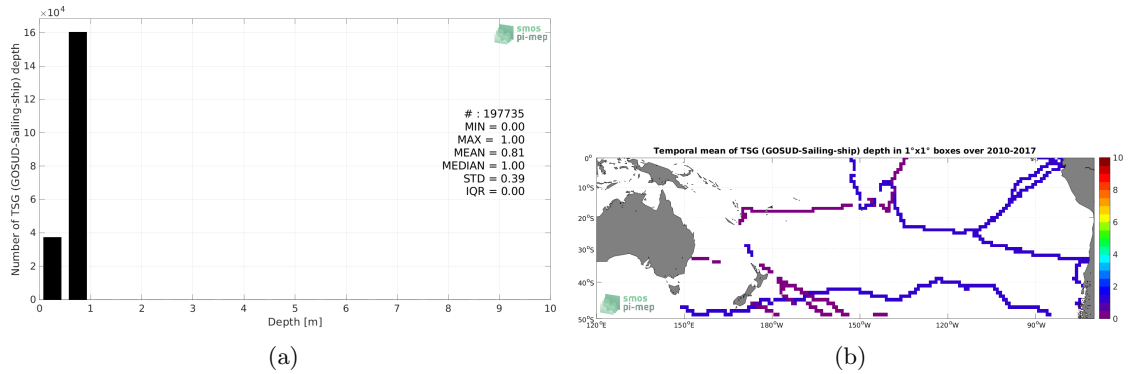 ×10⁴
16
14
12
10
8
6
4
2
0
Number of TSG (GOSUD-Sailing-ship) depth
smos
pi-mep
# : 197735
MIN = 0.00
MAX = 1.00
MEAN = 0.81
MEDIAN = 1.00
STD = 0.39
IQR = 0.00
0 1 2 3 4 5 6 7 8 9 10
Depth [m]
(a)
Temporal mean of TSG (GOSUD-Sailing-ship) depth in 1°x1° boxes over 2010-2017
0°
10°S
20°S
30°S
40°S
50°S
smos
pi-mep
120°E 150°E 180°W 150°W 120°W 90°W
10
8
6
4
2
0
(b)